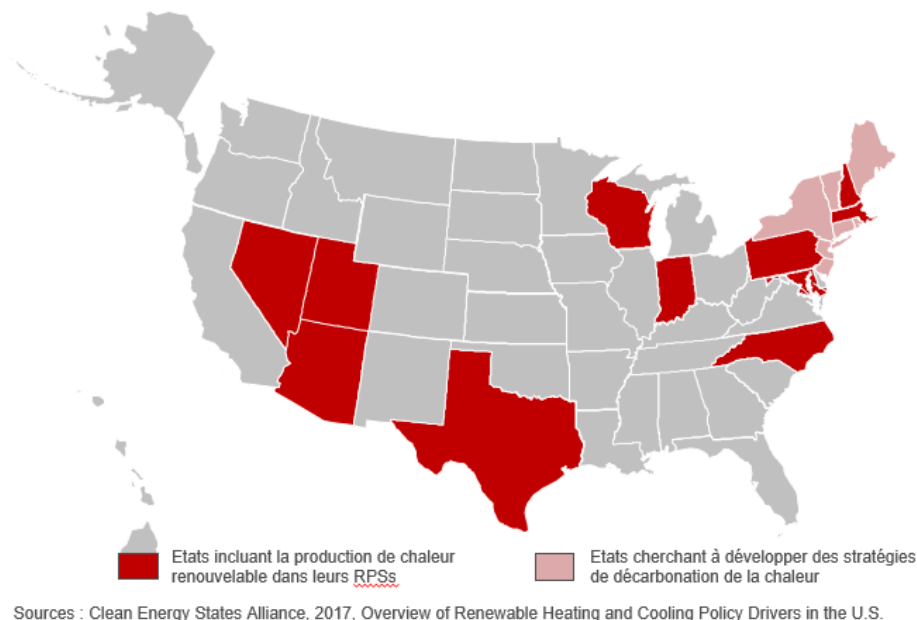 Etats incluant la production de chaleur
renouvelable dans leurs RPSs
Etats cherchant à développer des stratégies
de décarbonation de la chaleur
Sources : Clean Energy States Alliance, 2017, Overview of Renewable Heating and Cooling Policy Drivers in the U.S.